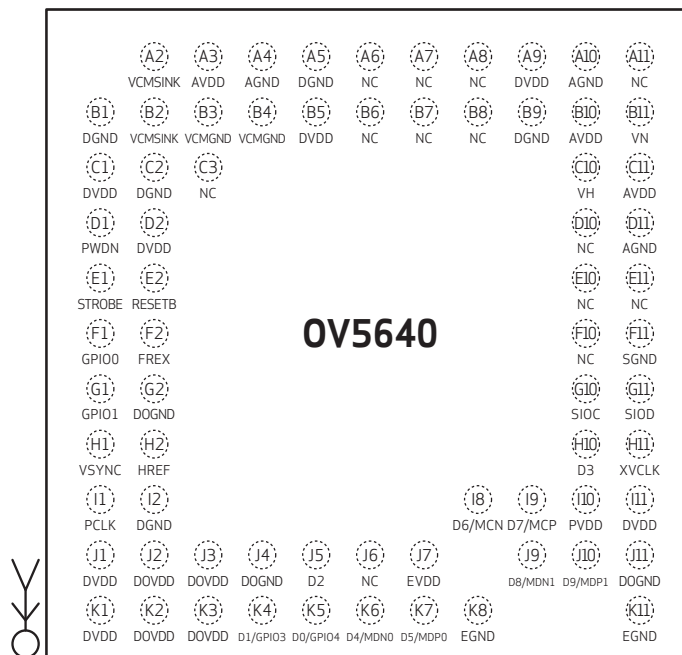 A2 A3 A4 A5 A6 A7 A8 A9 A10 A11
VCMSINK AVDD AGND DGND NC NC NC DVDD AGND NC
B1 B2 B3 B4 B5 B6 B7 B8 B9 B10 B11
DGND VCMSINK VCMGND VCMGND DVDD NC NC NC DGND AVDD VN
C1 C2 C3 C10 C11
DVDD DGND NC VH AVDD
D1 D2 D10 D11
PWDN DVDD NC AGND
E1 E2 E10 E11
STROBE RESETB NC NC
OV5640
F1 F2 F10 F11
GPIO0 FREX NC SGND
G1 G2 G10 G11
GPIO1 DOGND SIOC SIOD
H1 H2 H10 H11
VSYNC HREF D3 XVCLK
I1 I2 I8 I9 I10 I11
PCLK DGND D6/MCN D7/MCP PVDD DVDD
J1 J2 J3 J4 J5 J6 J7 J9 J10 J11
DVDD DOVDD DOVDD DOGND D2 NC EVDD D8/MDN1 D9/MDP1 DOGND
K1 K2 K3 K4 K5 K6 K7 K8 K11
DVDD DOVDD DOVDD D1/GPIO3 D0/GPIO4 D4/MDN0 D5/MDP0 EGND EGND